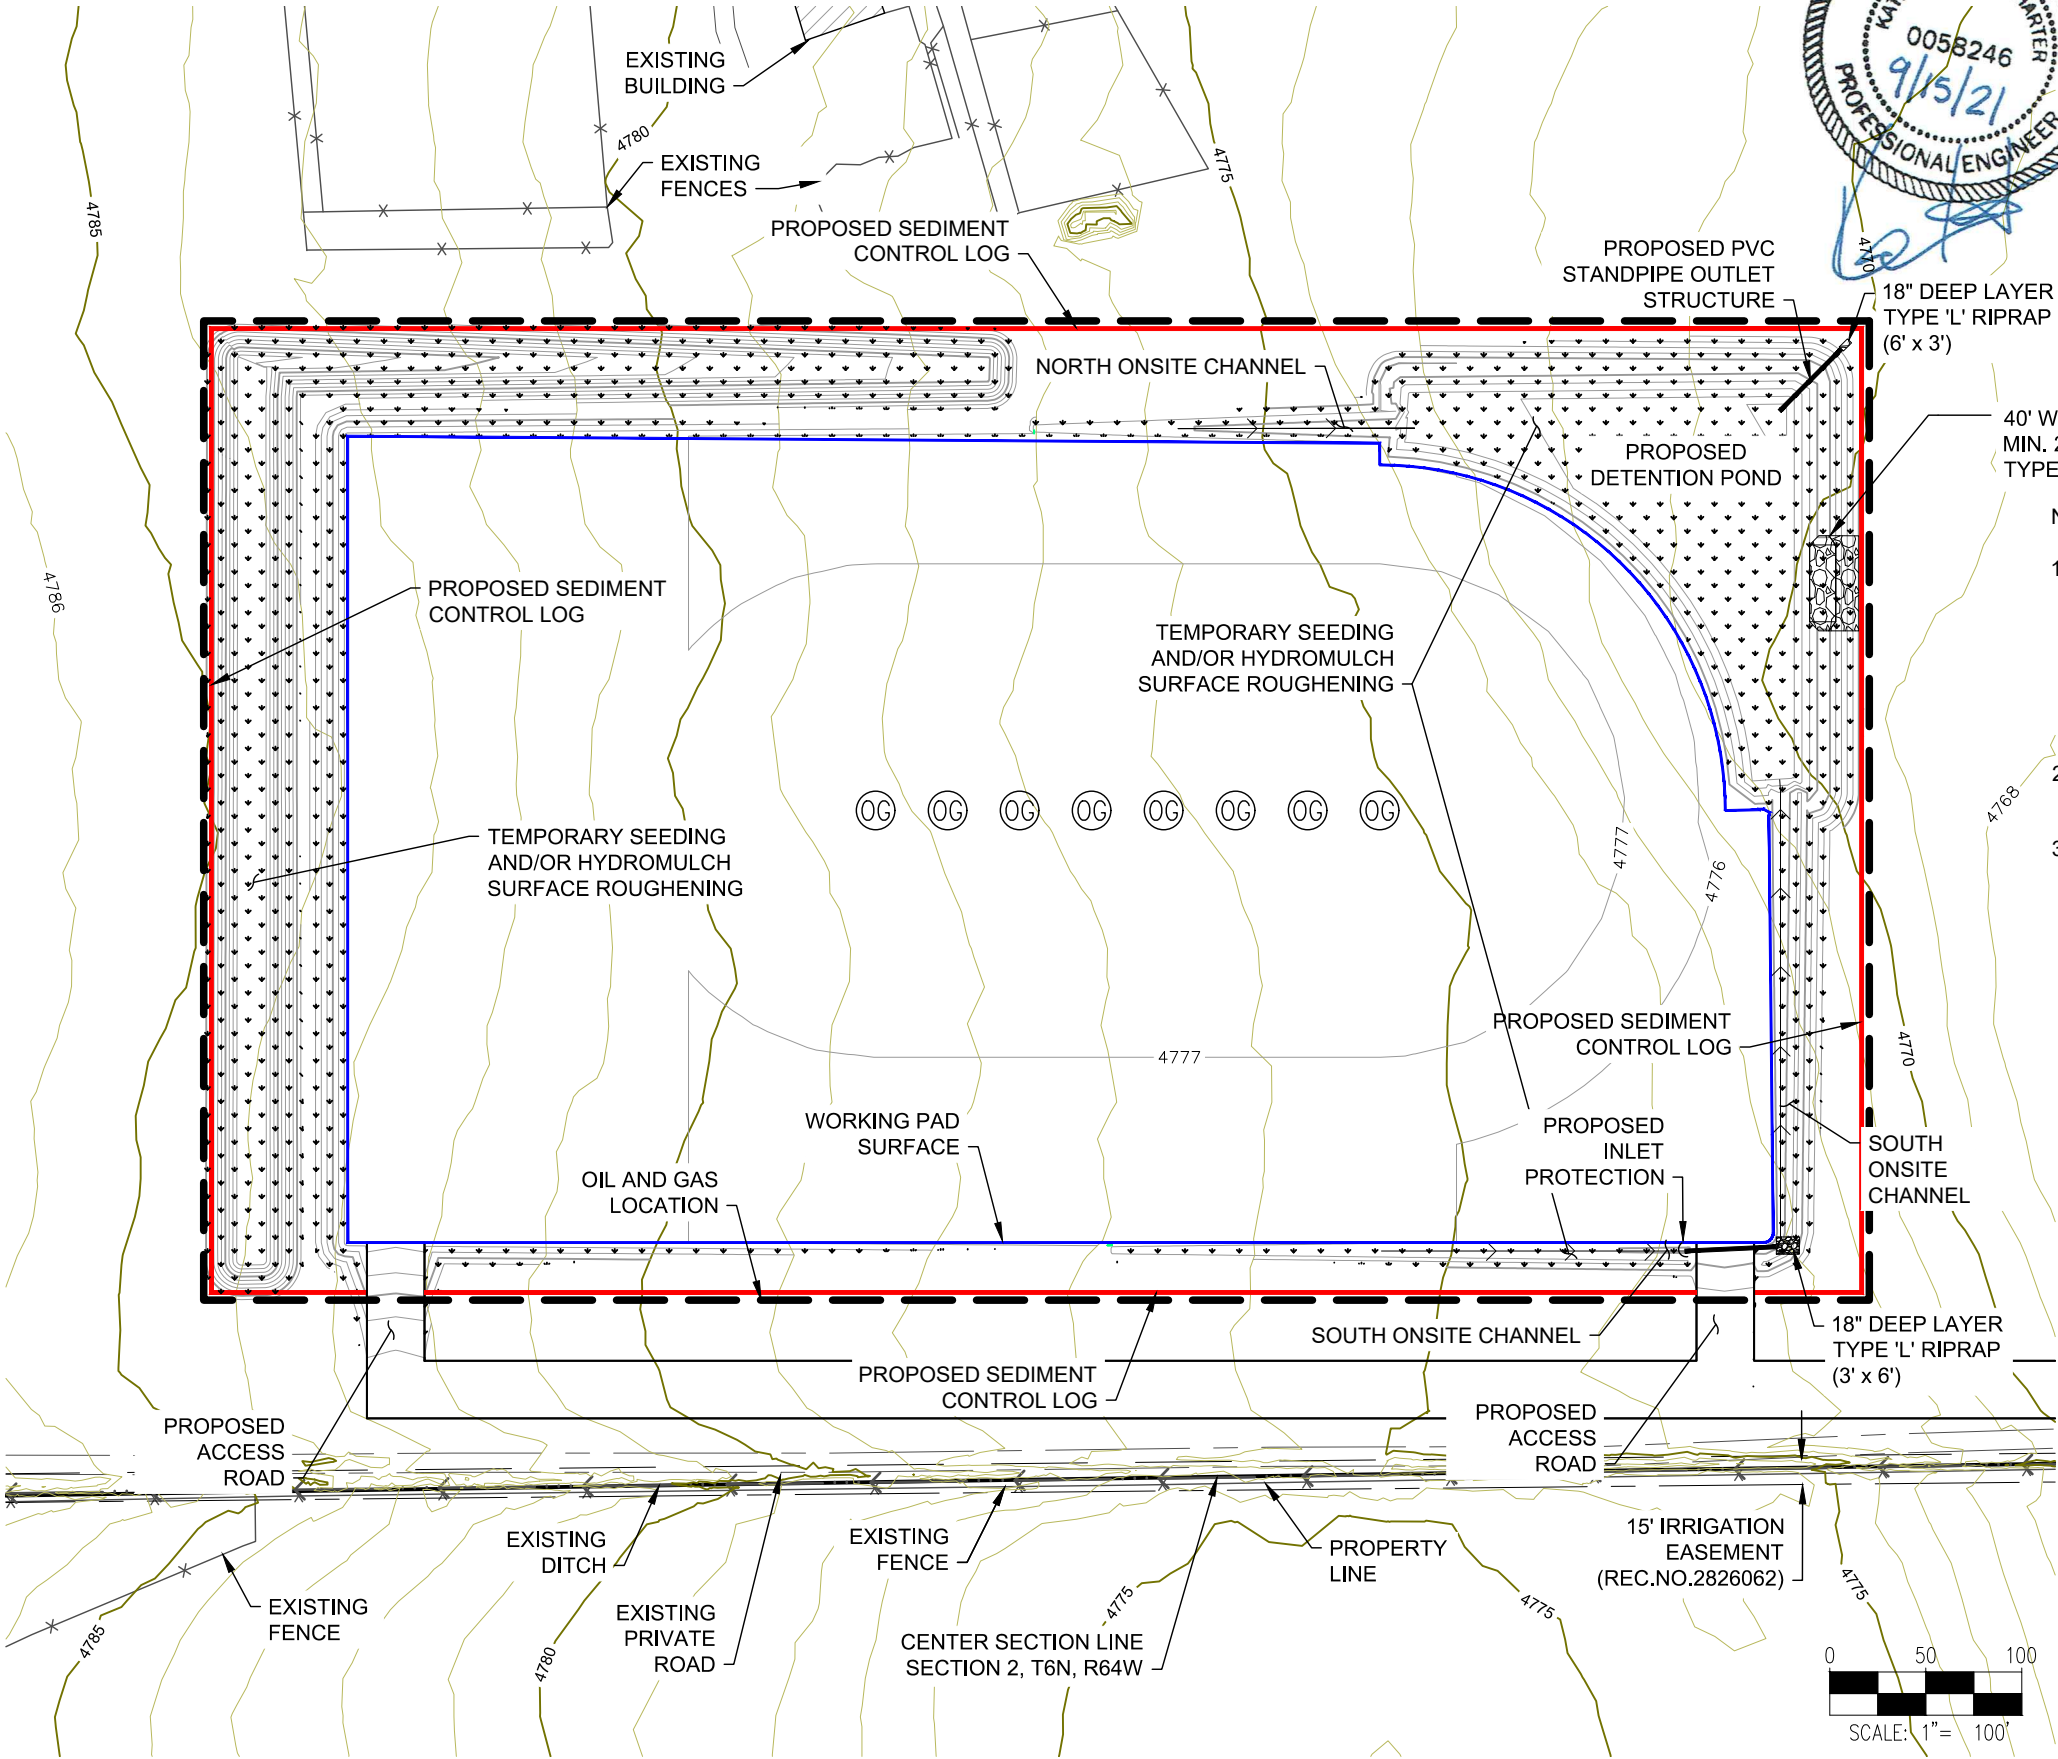 EXISTING
BUILDING
4780
EXISTING
FENCES
4775
4785
0058246
9/15/21
PROFESSIONAL ENGINEER
PROPOSED SEDIMENT
CONTROL LOG
PROPOSED PVC
STANDPIPE OUTLET
STRUCTURE
4770
18" DEEP LAYER
TYPE 'L' RIPRAP
(6' x 3')
NORTH ONSITE CHANNEL
40' W
MIN. 2
TYPE
PROPOSED
DETENTION POND
N
1
4786
PROPOSED SEDIMENT
CONTROL LOG
TEMPORARY SEEDING
AND/OR HYDROMULCH
SURFACE ROUGHENING
2
4768
OG OG OG OG OG OG OG OG
3
TEMPORARY SEEDING
AND/OR HYDROMULCH
SURFACE ROUGHENING
4777
4776
PROPOSED SEDIMENT
CONTROL LOG
4770
4777
WORKING PAD
SURFACE
PROPOSED
INLET
PROTECTION
SOUTH
ONSITE
CHANNEL
OIL AND GAS
LOCATION
SOUTH ONSITE CHANNEL
18" DEEP LAYER
TYPE 'L' RIPRAP
(3' x 6')
PROPOSED SEDIMENT
CONTROL LOG
PROPOSED
ACCESS
ROAD
PROPOSED
ACCESS
ROAD
EXISTING
DITCH
EXISTING
FENCE
PROPERTY
LINE
15' IRRIGATION
EASEMENT
(REC.NO.2826062)
4775
4775
4775
EXISTING
FENCE
4785
EXISTING
PRIVATE
ROAD
4780
CENTER SECTION LINE
SECTION 2, T6N, R64W
0 50 100
SCALE: 1"= 100'